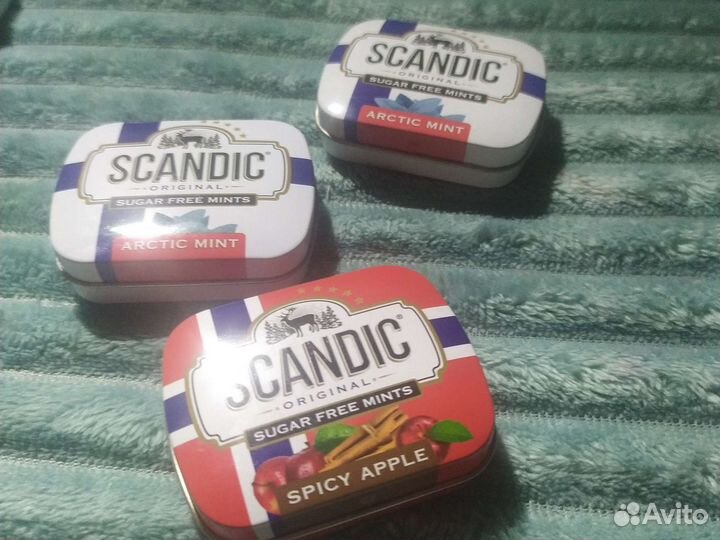 SCANDIC®
ORIGINAL
SUGAR FREE MINTS
ARCTIC MINT
SCANDIC®
ORIGINAL
SUGAR FREE MINTS
ARCTIC MINT
SCANDIC®
ORIGINAL
SUGAR FREE MINTS
SPICY APPLE
Avito